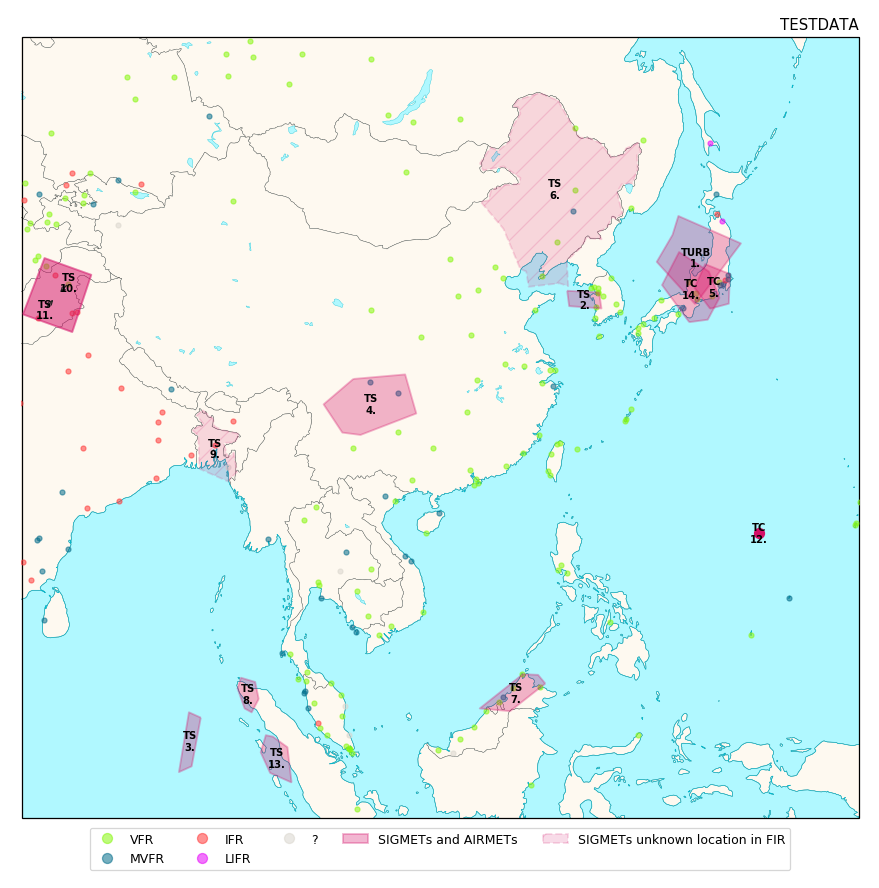 TESTDATA
TS
6.
TURB
1.
TS
10.
TC
14.
TC
5.
TS
2.
TS
11.
TS
4.
TS
9.
TC
12.
TS
8.
TS
7.
TS
3.
TS
13.
VFR
IFR
?
SIGMETs and AIRMETs
SIGMETs unknown location in FIR
MVFR
LIFR